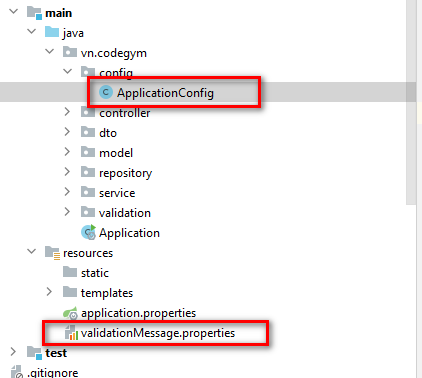 main
java
vn.codegym
config
ApplicationConfig
controller
dto
model
repository
service
validation
Application
resources
static
templates
application.properties
validationMessage.properties
test
.gitignore